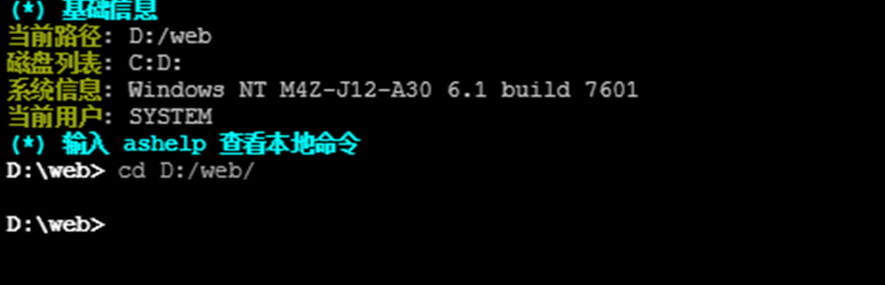 (*) 基础信息
当前路径: D:/web
磁盘列表: C:D:
系统信息: Windows NT M4Z-J12-A30 6.1 build 7601
当前用户: SYSTEM
(*) 输入 ashelp 查看本地命令
D:\web> cd D:/web/
D:\web>